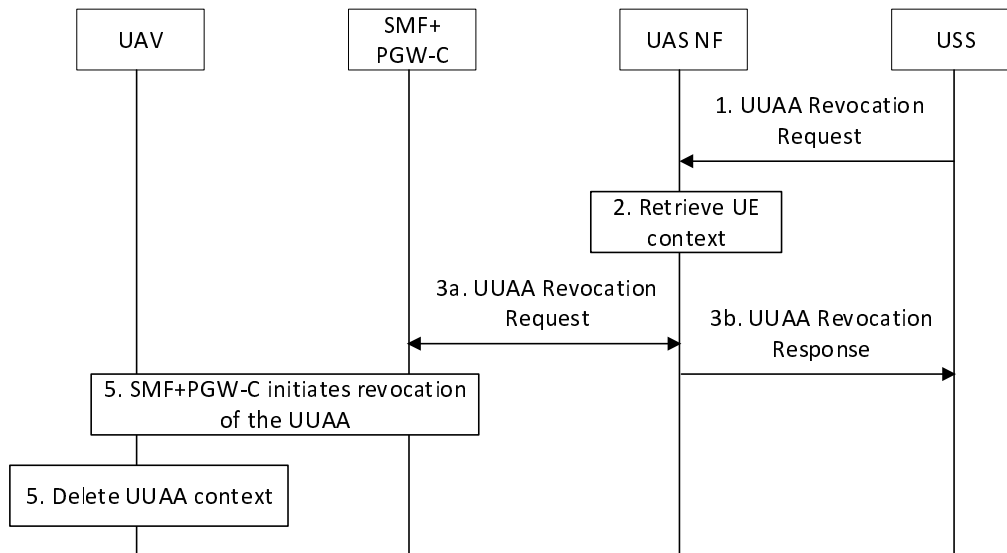 UAV
SMF+
PGW-C
UAS NF
USS
1. UUAA Revocation
Request
2. Retrieve UE
context
3a. UUAA Revocation
Request
3b. UUAA Revocation
Response
5. SMF+PGW-C initiates revocation
of the UUAA
5. Delete UUAA context